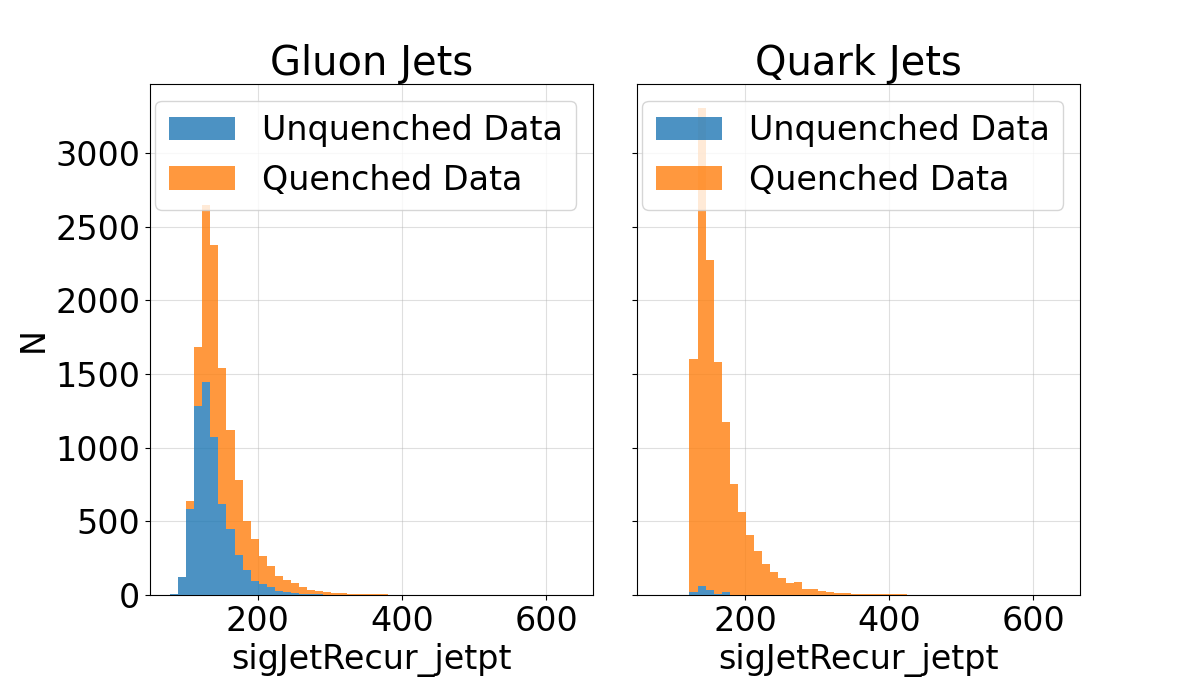 Gluon Jets
Quark Jets
Unquenched Data
Quenched Data
Unquenched Data
Quenched Data
3000
2500
2000
1500
1000
500
0
N
200 400 600
200 400 600
sigJetRecur_jetpt
sigJetRecur_jetpt